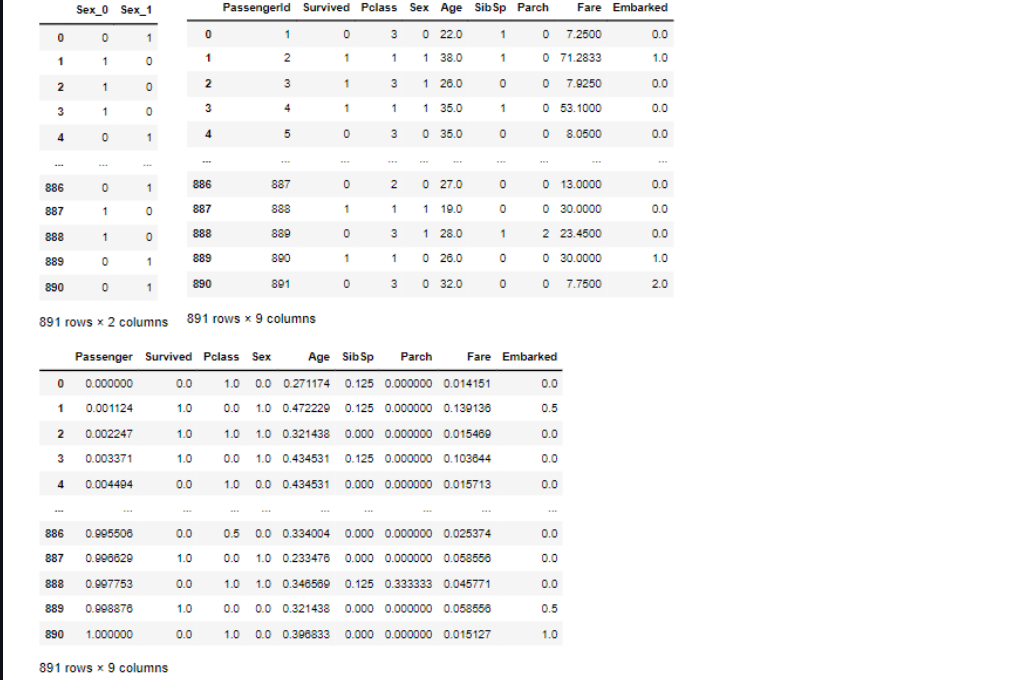 Sex_0 Sex_1
0 0 1
1 1 0
2 1 0
3 1 0
4 0 1
... ... ...
886 0 1
887 1 0
888 1 0
889 0 1
890 0 1
891 rows × 2 columns
PassengerId Survived Pclass Sex Age SibSp Parch Fare Embarked
0 1 0 3 0 22.0 1 0 7.2500 0.0
1 2 1 1 1 38.0 1 0 71.2833 1.0
2 3 1 3 1 26.0 0 0 7.9250 0.0
3 4 1 1 1 35.0 1 0 53.1000 0.0
4 5 0 3 0 35.0 0 0 8.0500 0.0
... ... ... ... ... ... ... ... ... ...
886 887 0 2 0 27.0 0 0 13.0000 0.0
887 888 1 1 1 19.0 0 0 30.0000 0.0
888 889 0 3 1 28.0 1 2 23.4500 0.0
889 890 1 1 0 26.0 0 0 30.0000 1.0
890 891 0 3 0 32.0 0 0 7.7500 2.0
891 rows × 9 columns
Passenger Survived Pclass Sex Age SibSp Parch Fare Embarked
0 0.000000 0.0 1.0 0.0 0.271174 0.125 0.000000 0.014151 0.0
1 0.001124 1.0 0.0 1.0 0.472229 0.125 0.000000 0.139136 0.5
2 0.002247 1.0 1.0 1.0 0.321438 0.000 0.000000 0.015469 0.0
3 0.003371 1.0 0.0 1.0 0.434531 0.125 0.000000 0.103644 0.0
4 0.004494 0.0 1.0 0.0 0.434531 0.000 0.000000 0.015713 0.0
... ... ... ... ... ... ... ... ... ...
886 0.995506 0.0 0.5 0.0 0.334004 0.000 0.000000 0.025374 0.0
887 0.996629 1.0 0.0 1.0 0.233476 0.000 0.000000 0.058556 0.0
888 0.997753 0.0 1.0 1.0 0.346569 0.125 0.333333 0.045771 0.0
889 0.998876 1.0 0.0 0.0 0.321438 0.000 0.000000 0.058556 0.5
890 1.000000 0.0 1.0 0.0 0.396833 0.000 0.000000 0.015127 1.0
891 rows × 9 columns